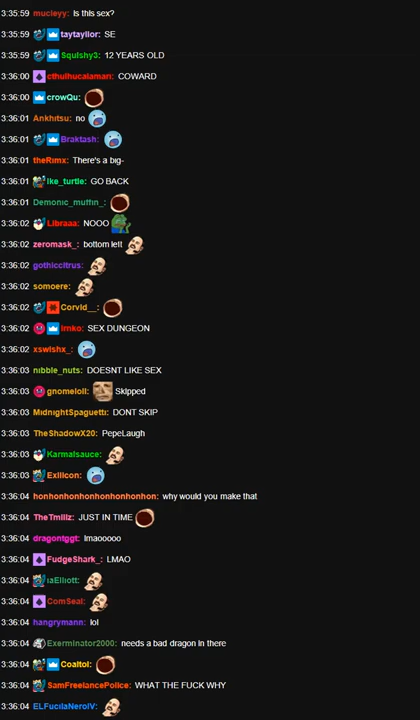 3:35:59 mucleyy: Is this sex?
3:35:59 taytaylior: SE
3:35:59 Squishy3: 12 YEARS OLD
3:36:00 cthulhucalamari: COWARD
3:36:00 crowQu:
3:36:01 Ankhıtsu: no
3:36:01 Braktash:
3:36:01 theRımx: There's a big-
3:36:01 Ike_turtle: GO BACK
3:36:01 Demonic_muffın_:
3:36:02 Libraaa: NOOO
3:36:02 zeromask_: bottom left
3:36:02 gothiccitrus:
3:36:02 somoere:
3:36:02 Corvid__:
3:36:02 irnko: SEX DUNGEON
3:36:02 xswishx_:
3:36:02 nıbble_nuts: DOESNT LIKE SEX
3:36:03 gnomeloll: Skipped
3:36:03 MıdnıghtSpaguettı: DONT SKIP
3:36:03 TheShadowX20: PepeLaugh
3:36:03 Karmalsauce:
3:36:03 Exilicon:
3:36:04 honhonhonhonhonhonhonhon: why would you make that
3:36:04 TheTmillz: JUST IN TIME
3:36:04 dragontggt: lmaooooo
3:36:04 FudgeShark_: LMAO
3:36:04 iaElliott:
3:36:04 ComSeal:
3:36:04 hangrymann: lol
3:36:04 Exerminator2000: needs a bad dragon in there
3:36:04 Coaltol:
3:36:04 SamFreelancePolice: WHAT THE FUCK WHY
3:36:04 ELFucilaNeroIV: